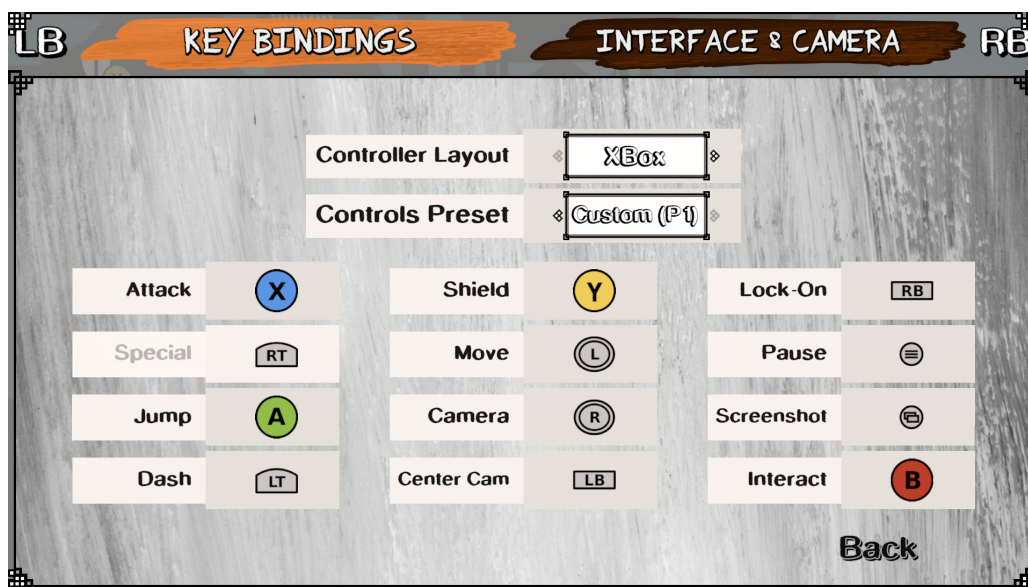 LB KEY BINDINGS INTERFACE & CAMERA RB
Controller Layout XBox
Controls Preset Custom (P1)
Attack X Shield Y Lock-On RB
Special RT Move L Pause
Jump A Camera R Screenshot
Dash LT Center Cam LB Interact B
Back